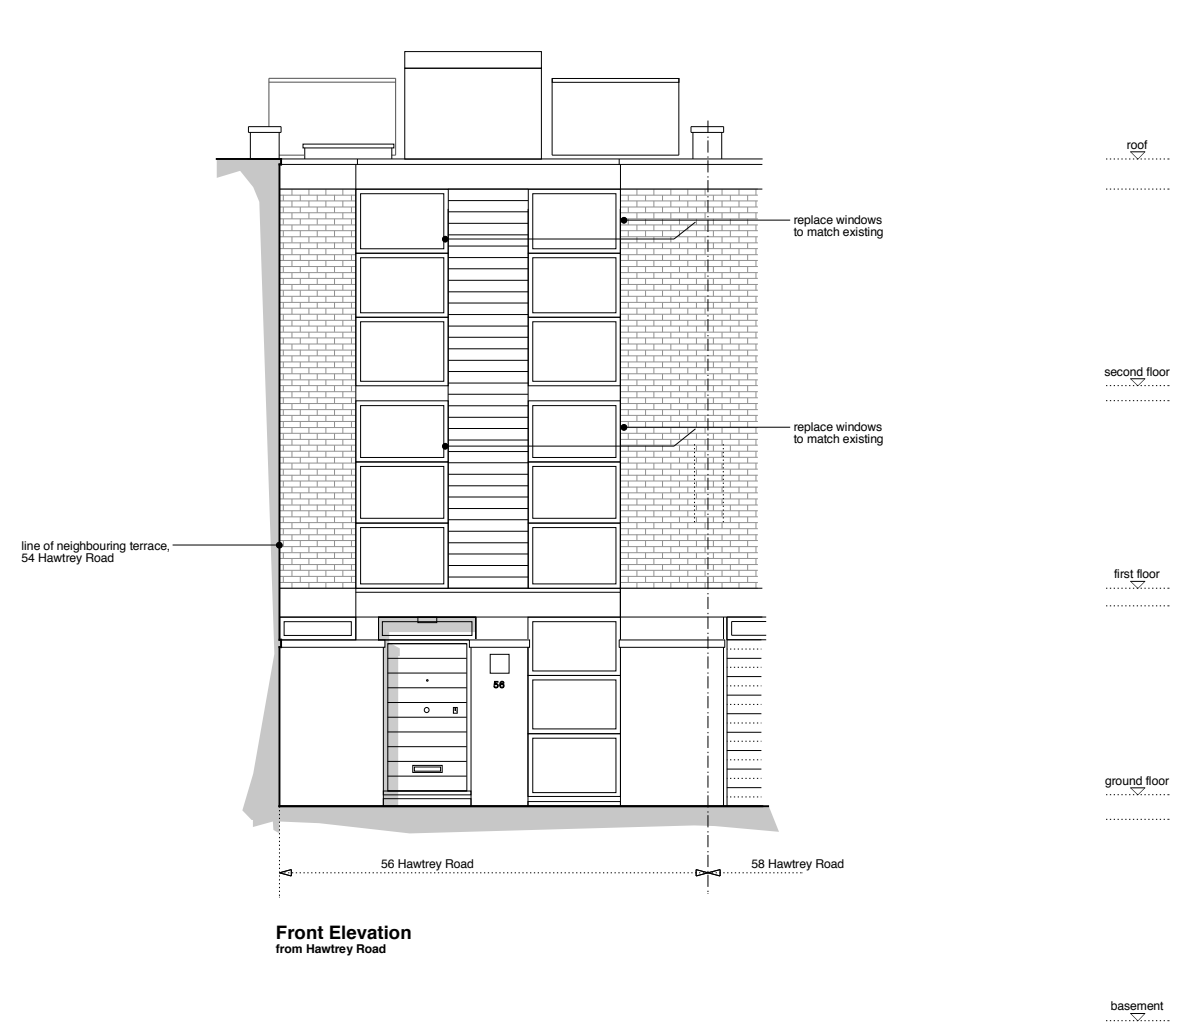 roof
replace windows
to match existing
second floor
replace windows
to match existing
line of neighbouring terrace,
54 Hawtrey Road
first floor
56
ground floor
56 Hawtrey Road
58 Hawtrey Road
Front Elevation
from Hawtrey Road
basement